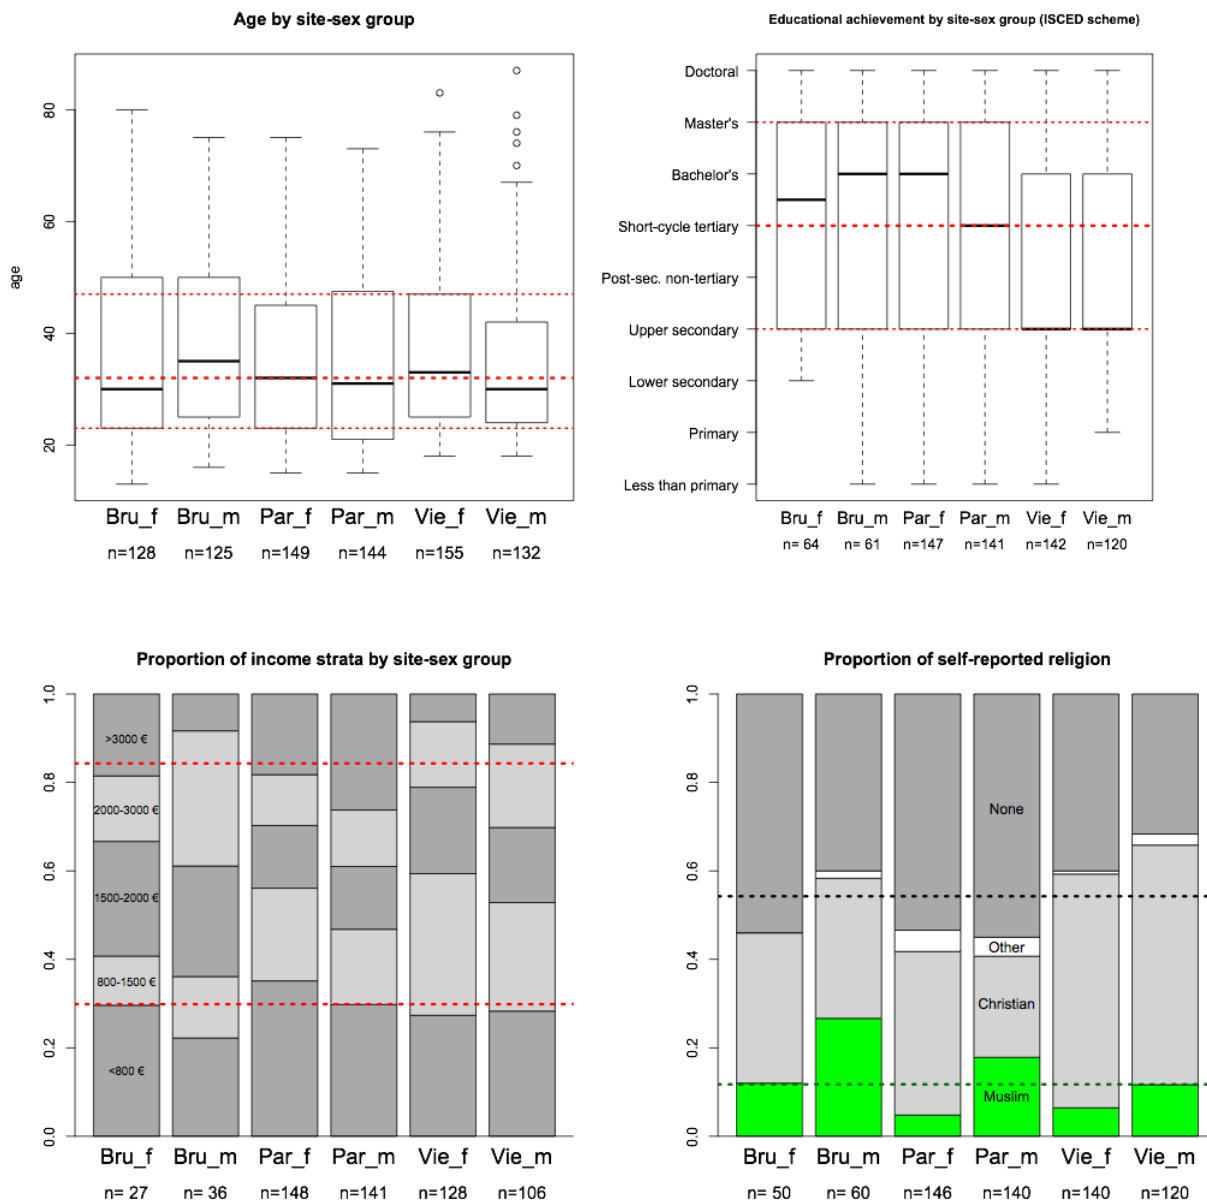 Age by site-sex group
age
80
60
40
20
Bru_f Bru_m Par_f Par_m Vie_f Vie_m
n=128 n=125 n=149 n=144 n=155 n=132
Educational achievement by site-sex group (ISCED scheme)
Doctoral
Master's
Bachelor's
Short-cycle tertiary
Post-sec. non-tertiary
Upper secondary
Lower secondary
Primary
Less than primary
Bru_f Bru_m Par_f Par_m Vie_f Vie_m
n= 64 n= 61 n=147 n=141 n=142 n=120
Proportion of income strata by site-sex group
1.0
0.8
0.6
0.4
0.2
0.0
>3000 €
2000-3000 €
1500-2000 €
800-1500 €
<800 €
Bru_f Bru_m Par_f Par_m Vie_f Vie_m
n= 27 n= 36 n=148 n=141 n=128 n=106
Proportion of self-reported religion
1.0
0.8
0.6
0.4
0.2
0.0
None
Other
Christian
Muslim
Bru_f Bru_m Par_f Par_m Vie_f Vie_m
n= 50 n= 60 n=146 n=140 n=140 n=120